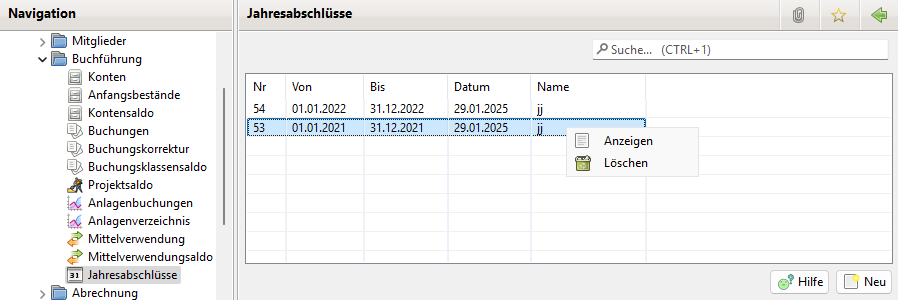 Navigation
Mitglieder
Buchführung
Konten
Anfangsbestände
Kontensaldo
Buchungen
Buchungskorrektur
Buchungsklassensaldo
Projektsaldo
Anlagenbuchungen
Anlagenverzeichnis
Mittelverwendung
Mittelverwendungsaldo
31 Jahresabschlüsse
Abrechnung
Jahresabschlüsse
Suche... (CTRL+1)
Nr Von Bis Datum Name
54 01.01.2022 31.12.2022 29.01.2025 jj
53 01.01.2021 31.12.2021 29.01.2025 jj
Anzeigen
Löschen
Hilfe Neu